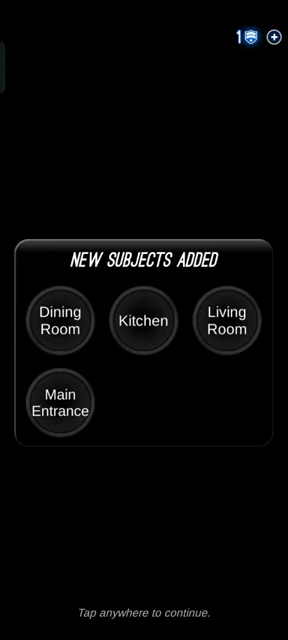 1
NEW SUBJECTS ADDED
Dining
Room
Kitchen
Living
Room
Main
Entrance
Tap anywhere to continue.